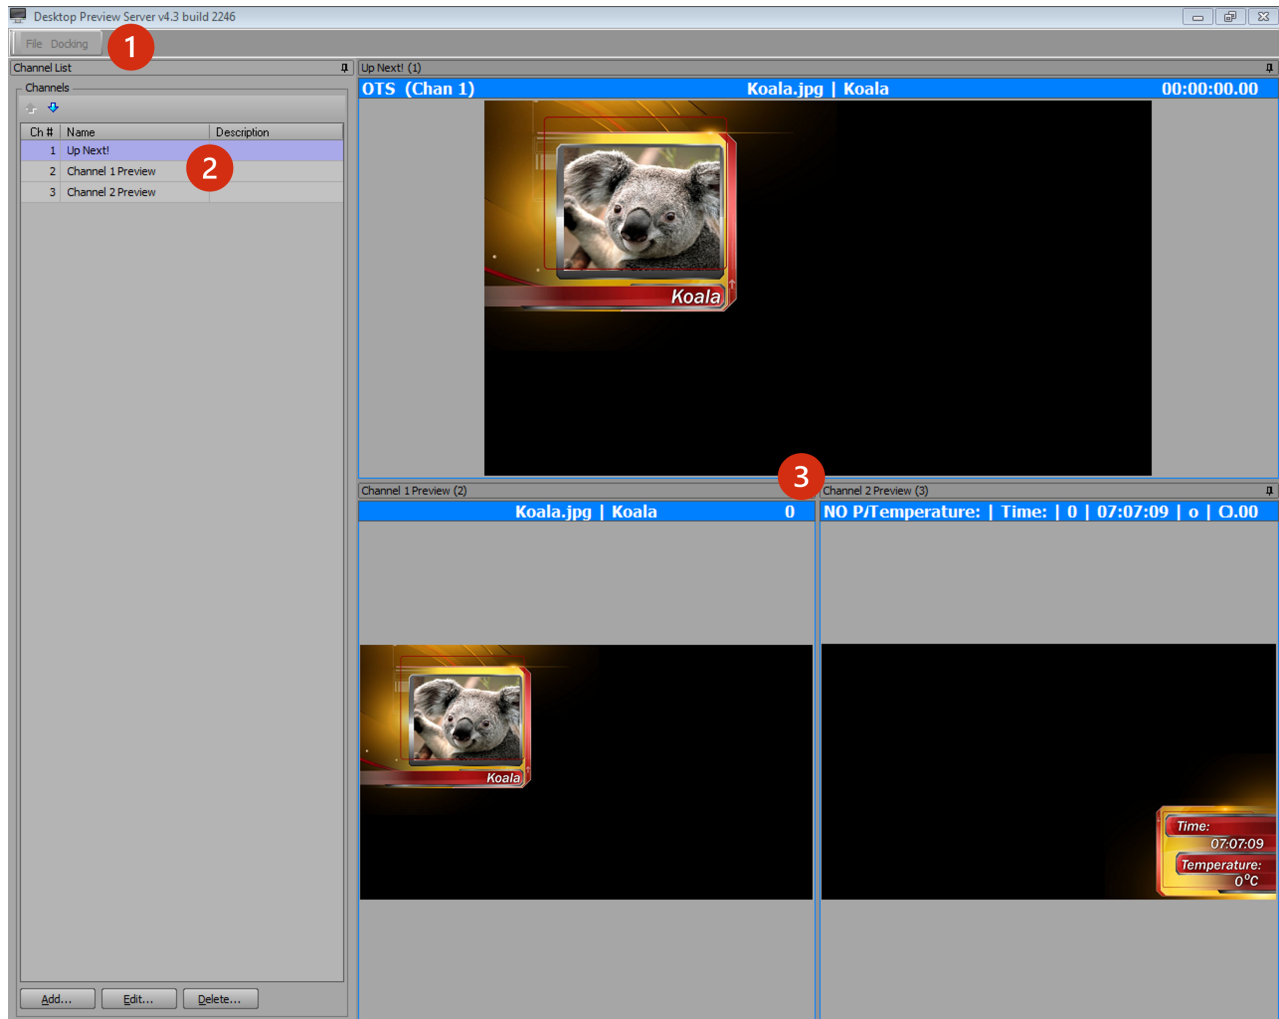 Desktop Preview Server v4.3 build 2246
File Docking
1
Channel List
Channels
Ch # Name Description
1 Up Next!
2 Channel 1 Preview
3 Channel 2 Preview
2
Add... Edit... Delete...
Up Next! (1)
OTS (Chan 1) Koala.jpg | Koala 00:00:00.00
Koala
3
Channel 1 Preview (2)
Koala.jpg | Koala 0
Koala
Channel 2 Preview (3)
NO P/Temperature: | Time: | 0 | 07:07:09 | o |
Time:
07:07:09
Temperature:
0°C